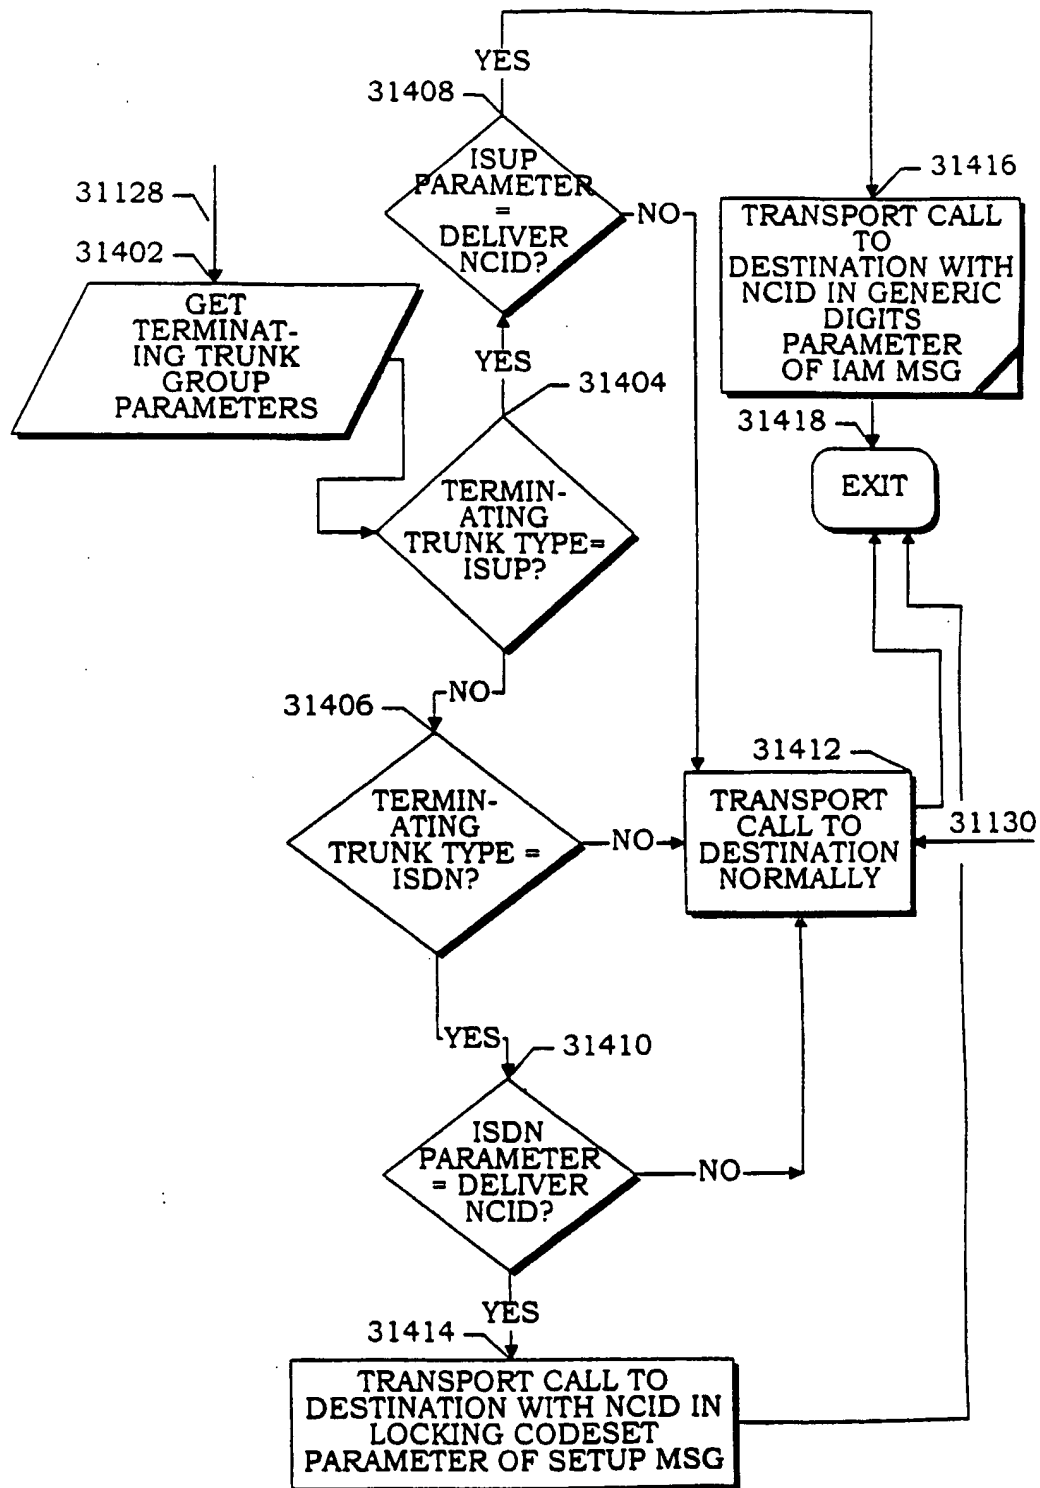 YES
31408
ISUP
PARAMETER
=
DELIVER
NCID?
NO
31416
TRANSPORT CALL
TO
DESTINATION WITH
NCID IN GENERIC
DIGITS
PARAMETER
OF IAM MSG
31128
31402
GET
TERMINAT-
ING TRUNK
GROUP
PARAMETERS
YES
31404
31418
EXIT
TERMIN-
ATING
TRUNK TYPE=
ISUP?
NO
31406
TERMIN-
ATING
TRUNK TYPE =
ISDN?
NO
31412
TRANSPORT
CALL TO
DESTINATION
NORMALLY
31130
YES
31410
ISDN
PARAMETER
= DELIVER
NCID?
NO
YES
31414
TRANSPORT CALL TO
DESTINATION WITH NCID IN
LOCKING CODESET
PARAMETER OF SETUP MSG